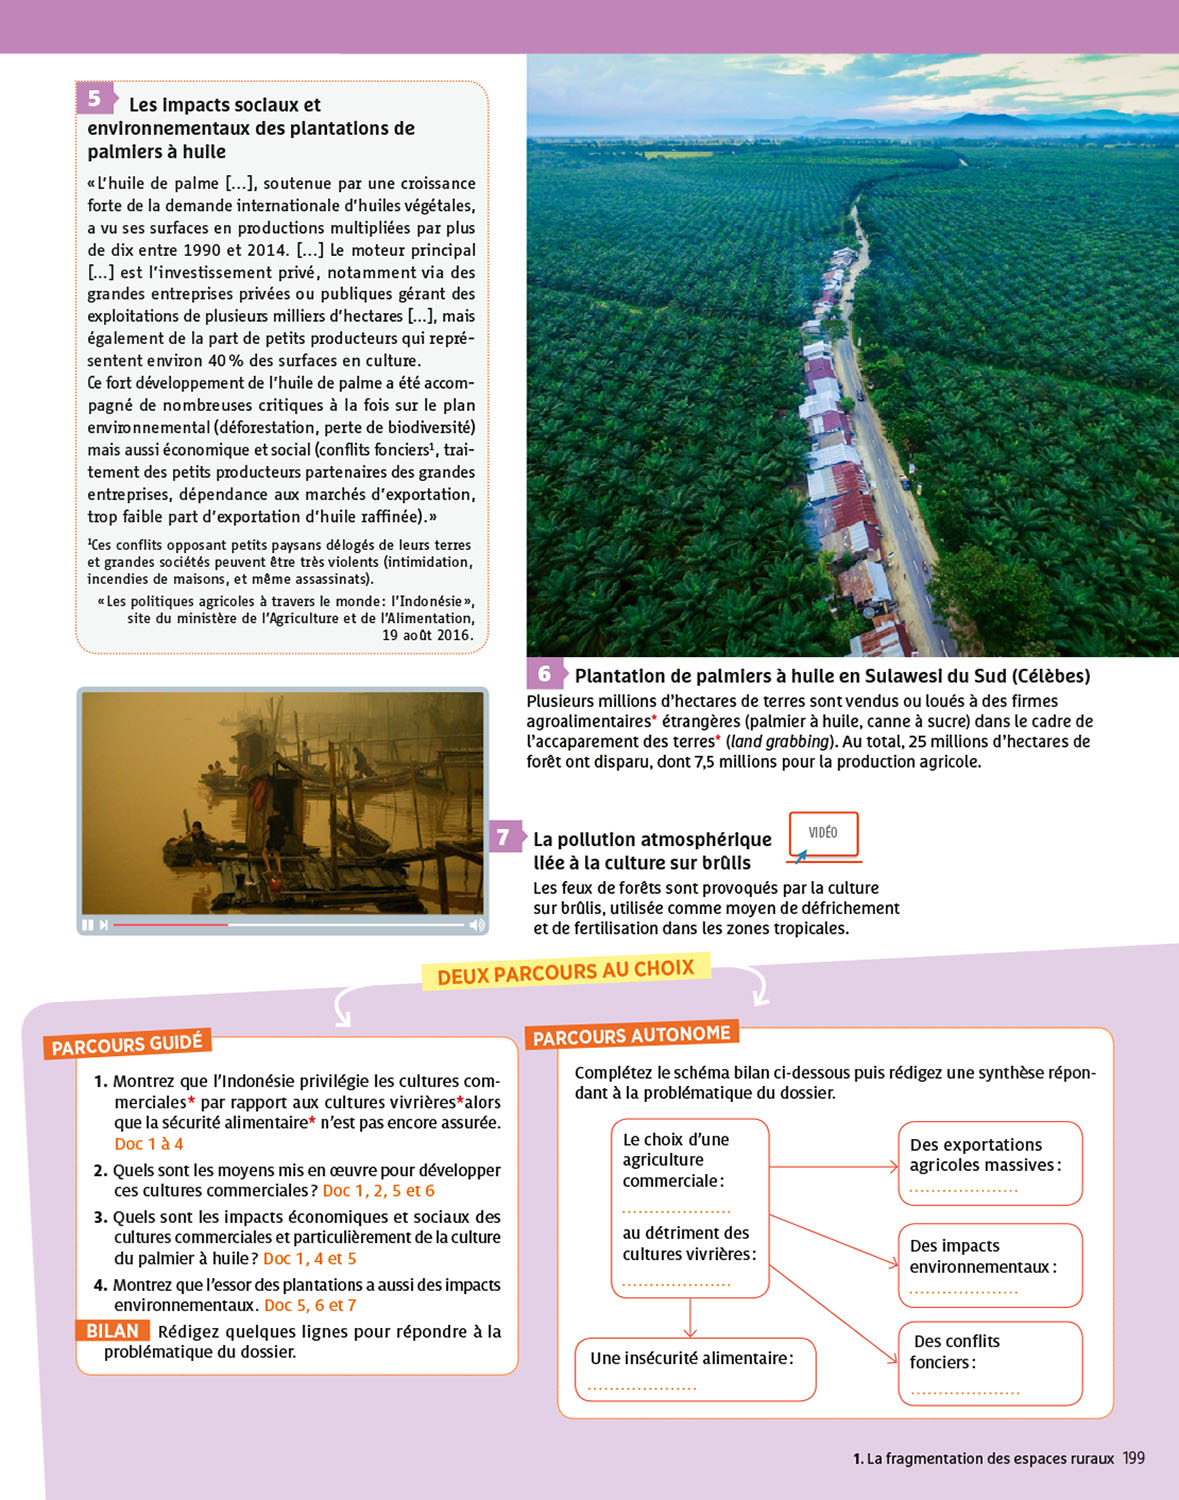 5 Les impacts sociaux et
environnementaux des plantations de
palmiers à huile
« L'huile de palme [...], soutenue par une croissance
forte de la demande internationale d'huiles végétales,
a vu ses surfaces en productions multipliées par plus
de dix entre 1990 et 2014. [...] Le moteur principal
[...] est l'investissement privé, notamment via des
grandes entreprises privées ou publiques gérant des
exploitations de plusieurs milliers d'hectares [...], mais
également de la part de petits producteurs qui repré-
sentent environ 40 % des surfaces en culture.
Ce fort développement de l'huile de palme a été accom-
pagné de nombreuses critiques à la fois sur le plan
environnemental (déforestation, perte de biodiversité)
mais aussi économique et social (conflits fonciers¹, trai-
tement des petits producteurs partenaires des grandes
entreprises, dépendance aux marchés d'exportation,
trop faible part d'exportation d'huile raffinée). »
¹Ces conflits opposant petits paysans délogés de leurs terres
et grandes sociétés peuvent être très violents (intimidation,
incendies de maisons, et même assassinats).
« Les politiques agricoles à travers le monde : l'Indonésie »,
site du ministère de l'Agriculture et de l'Alimentation,
19 août 2016.
6 Plantation de palmiers à huile en Sulawesi du Sud (Célèbes)
Plusieurs millions d'hectares de terres sont vendus ou loués à des firmes
agroalimentaires* étrangères (palmier à huile, canne à sucre) dans le cadre de
l'accaparement des terres* (land grabbing). Au total, 25 millions d'hectares de
forêt ont disparu, dont 7,5 millions pour la production agricole.
7 La pollution atmosphérique
liée à la culture sur brûlis
VIDÉO
Les feux de forêts sont provoqués par la culture
sur brûlis, utilisée comme moyen de défrichement
et de fertilisation dans les zones tropicales.
DEUX PARCOURS AU CHOIX
PARCOURS GUIDÉ
1. Montrez que l'Indonésie privilégie les cultures com-
merciales* par rapport aux cultures vivrières*alors
que la sécurité alimentaire* n'est pas encore assurée.
Doc 1 à 4
2. Quels sont les moyens mis en œuvre pour développer
ces cultures commerciales ? Doc 1, 2, 5 et 6
3. Quels sont les impacts économiques et sociaux des
cultures commerciales et particulièrement de la culture
du palmier à huile ? Doc 1, 4 et 5
4. Montrez que l'essor des plantations a aussi des impacts
environnementaux. Doc 5, 6 et 7
BILAN Rédigez quelques lignes pour répondre à la
problématique du dossier.
PARCOURS AUTONOME
Complétez le schéma bilan ci-dessous puis rédigez une synthèse répon-
dant à la problématique du dossier.
Le choix d'une
agriculture
commerciale :
....................
au détriment des
cultures vivrières :
....................
Des exportations
agricoles massives :
....................
Des impacts
environnementaux :
....................
Des conflits
fonciers :
....................
Une insécurité alimentaire :
....................
1. La fragmentation des espaces ruraux 199